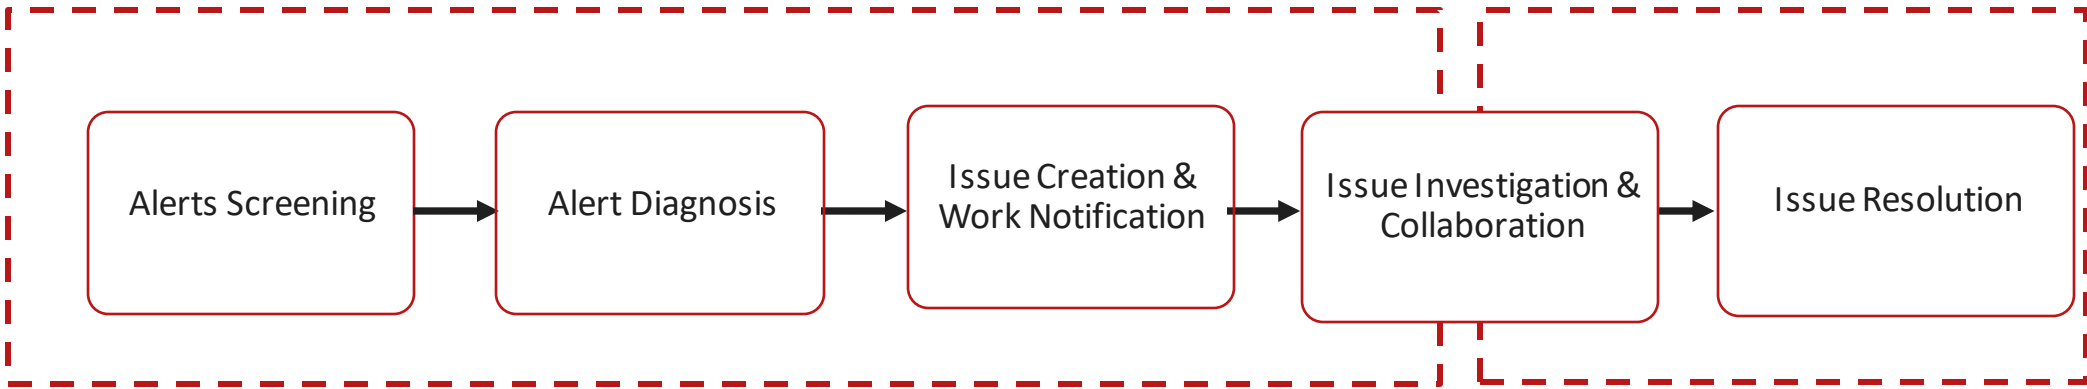 Alerts Screening
Alert Diagnosis
Issue Creation &
Work Notification
Issue Investigation &
Collaboration
Issue Resolution